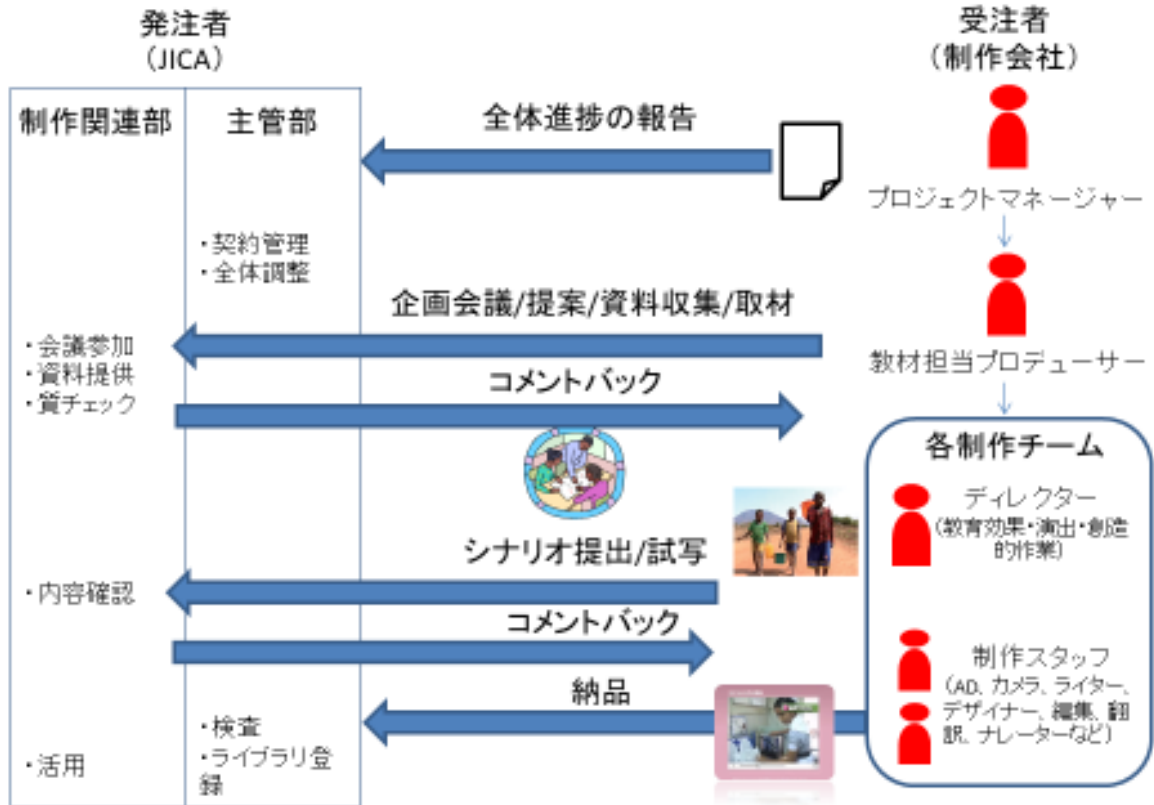 発注者
（JICA）
受注者
（制作会社）
制作関連部
主管部
全体進捗の報告
プロジェクトマネージャー
・契約管理
・全体調整
企画会議/提案/資料収集/取材
・会議参加
・資料提供
・質チェック
教材担当プロデューサー
コメントバック
各制作チーム
ディレクター
（教育効果・演出・創造
的作業）
シナリオ提出/試写
・内容確認
コメントバック
制作スタッフ
（AD、カメラ、ライター、
デザイナー、編集、翻
訳、ナレーターなど）
納品
・検査
・ライブラリ登
録
・活用